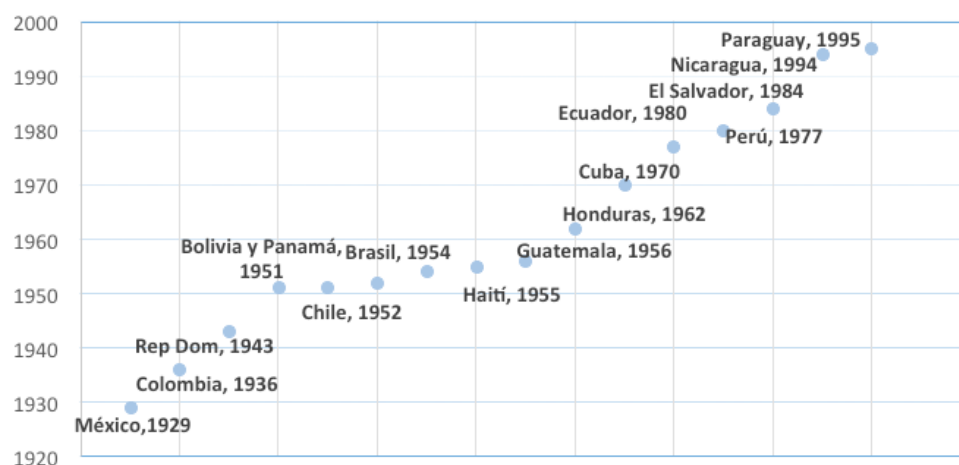 2000
Paraguay, 1995
Nicaragua, 1994
1990
El Salvador, 1984
Ecuador, 1980
1980
Perú, 1977
Cuba, 1970
1970
Honduras, 1962
1960
Bolivia y Panamá,
1951
Brasil, 1954
Guatemala, 1956
1950
Haití, 1955
Chile, 1952
1940
Rep Dom, 1943
Colombia, 1936
1930
México,1929
1920